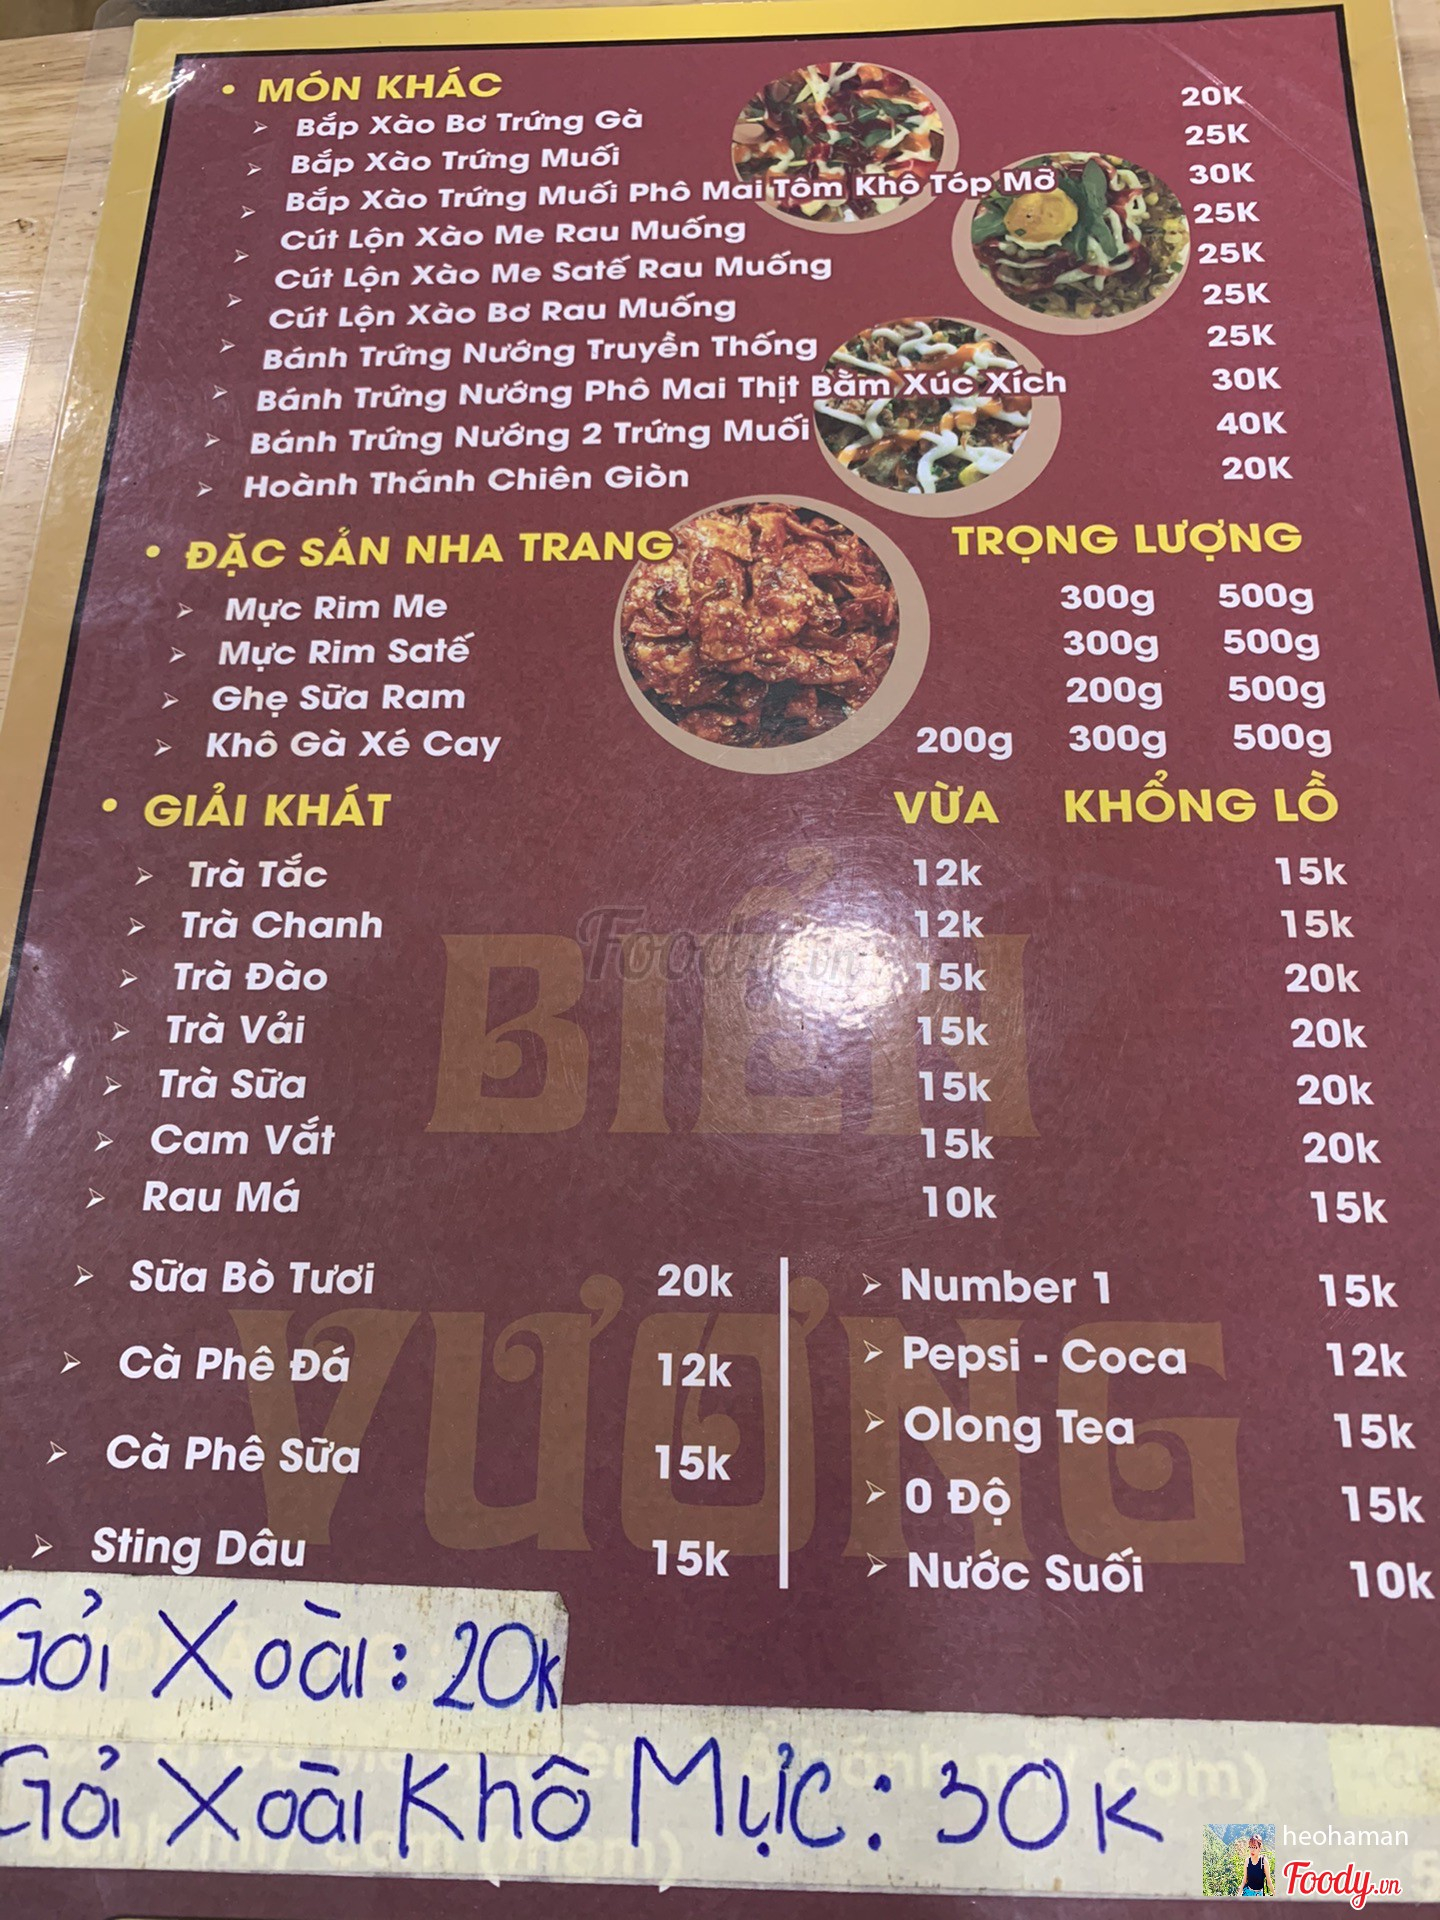 • MÓN KHÁC
Bắp Xào Bơ Trứng Gà 20K
Bắp Xào Trứng Muối 25K
Bắp Xào Trứng Muối Phô Mai Tôm Khô Tóp Mỡ 30K
Cút Lộn Xào Me Rau Muống 25K
Cút Lộn Xào Me Satế Rau Muống 25K
Cút Lộn Xào Bơ Rau Muống 25K
Bánh Trứng Nướng Truyền Thống 25K
Bánh Trứng Nướng Phô Mai Thịt Bằm Xúc Xích 30K
Bánh Trứng Nướng 2 Trứng Muối 40K
Hoành Thánh Chiên Giòn 20K
• ĐẶC SẢN NHA TRANG TRỌNG LƯỢNG
Mực Rim Me 300g 500g
Mực Rim Satế 300g 500g
Ghẹ Sữa Ram 200g 500g
Khô Gà Xé Cay 200g 300g 500g
• GIẢI KHÁT VỪA KHỔNG LỒ
Trà Tắc 12k 15k
Trà Chanh 12k 15k
Trà Đào 15k 20k
Trà Vải 15k 20k
Trà Sữa 15k 20k
Cam Vắt 15k 20k
Rau Má 10k 15k
BIỂN
VƯƠNG
Foody.vn
Sữa Bò Tươi 20k
Cà Phê Đá 12k
Cà Phê Sữa 15k
Sting Dâu 15k
Number 1 15k
Pepsi - Coca 12k
Olong Tea 15k
0 Độ 15k
Nước Suối 10k
Gỏi Xoài: 20k
Gỏi Xoài Khô Mực: 30K
heohaman
Foody.vn